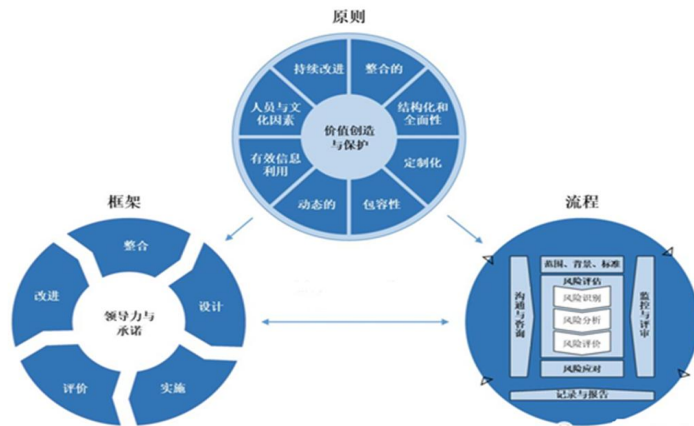 原则
持续改进
整合的
人员与文
化因素
结构化和
全面性
价值创造
与保护
有效信息
利用
定制化
动态的
包容性
框架
流程
整合
改进
设计
领导力与
承诺
评价
实施
范围、背景、标准
风险评估
沟通与咨询
风险识别
监控与评审
风险分析
风险评价
风险应对
记录与报告